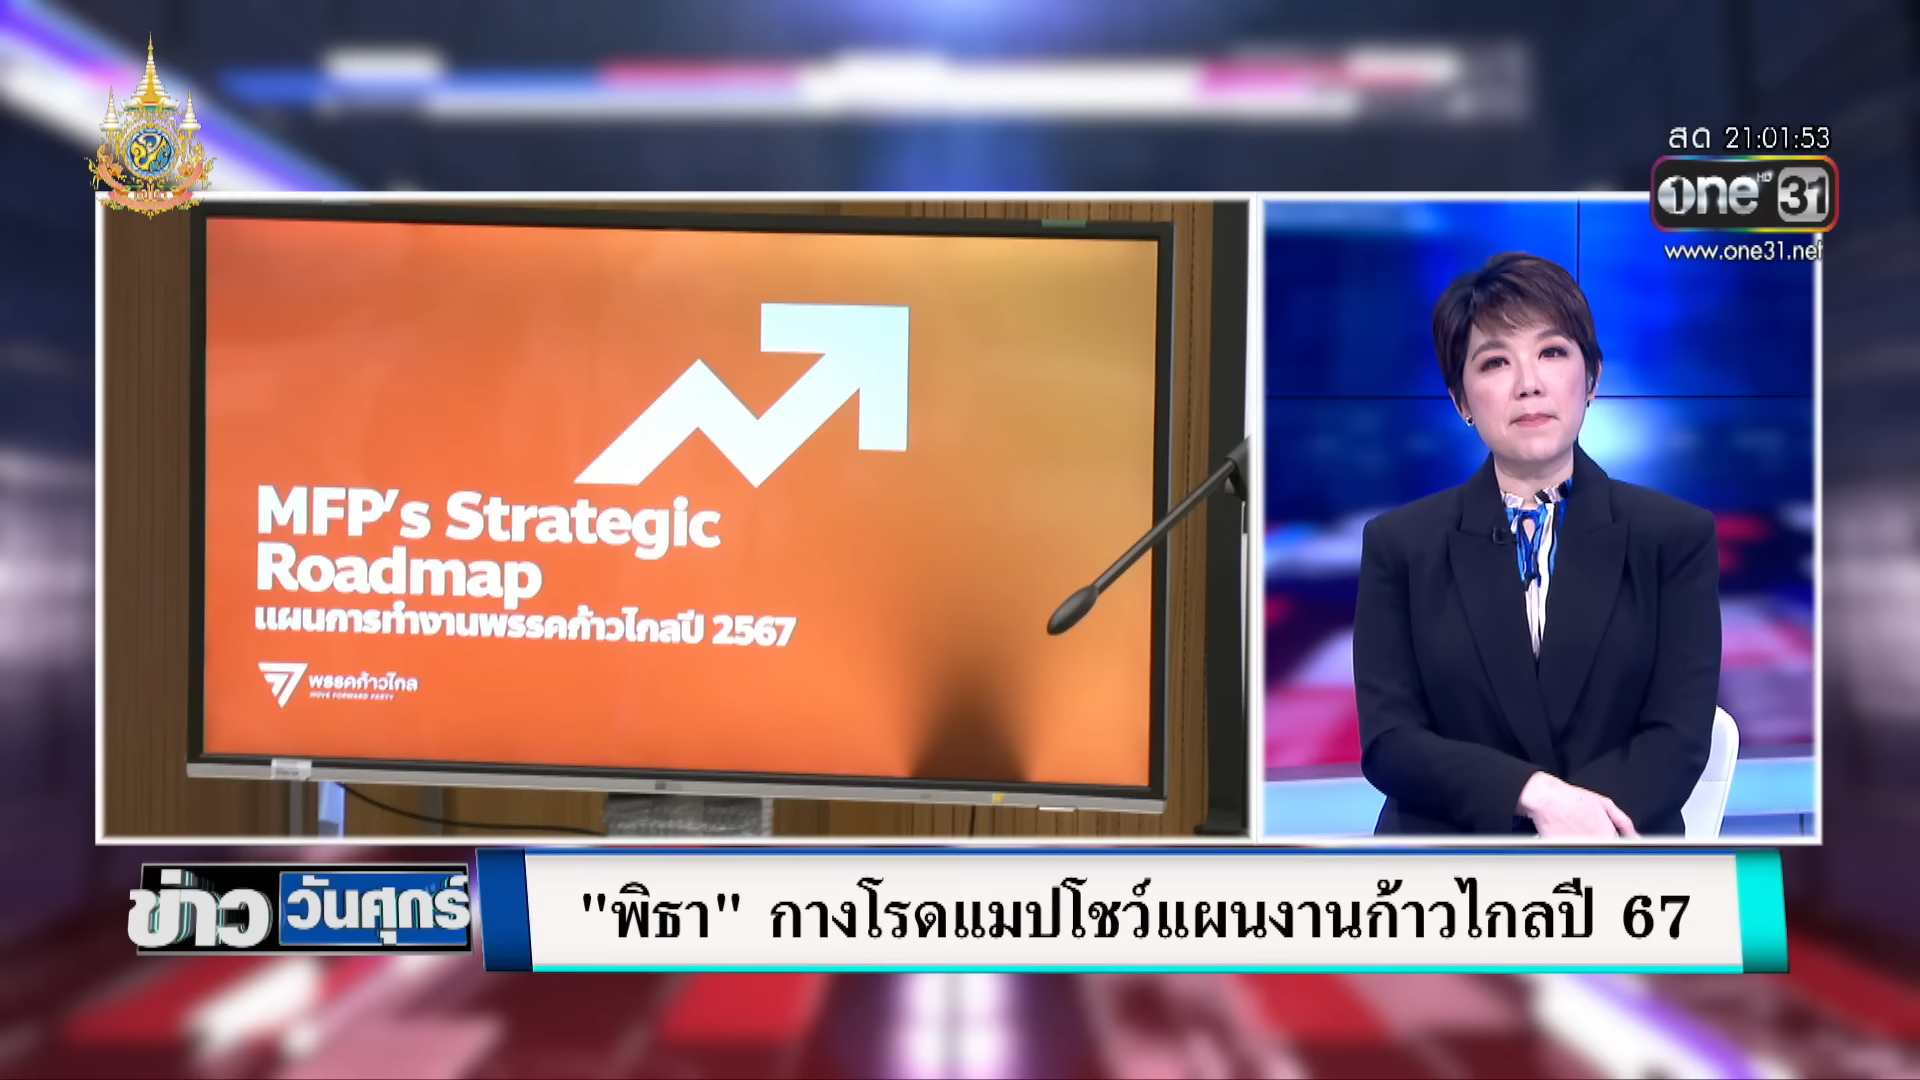 สด 21:01:53
one HD 31
www.one31.net
MFP's Strategic
Roadmap
แผนการทำงานพรรคก้าวไกลปี 2567
พรรคก้าวไกล
MOVE FORWARD PARTY
ข่าววันศุกร์
"พิธา" กางโรดแมปโชว์แผนงานก้าวไกลปี 67